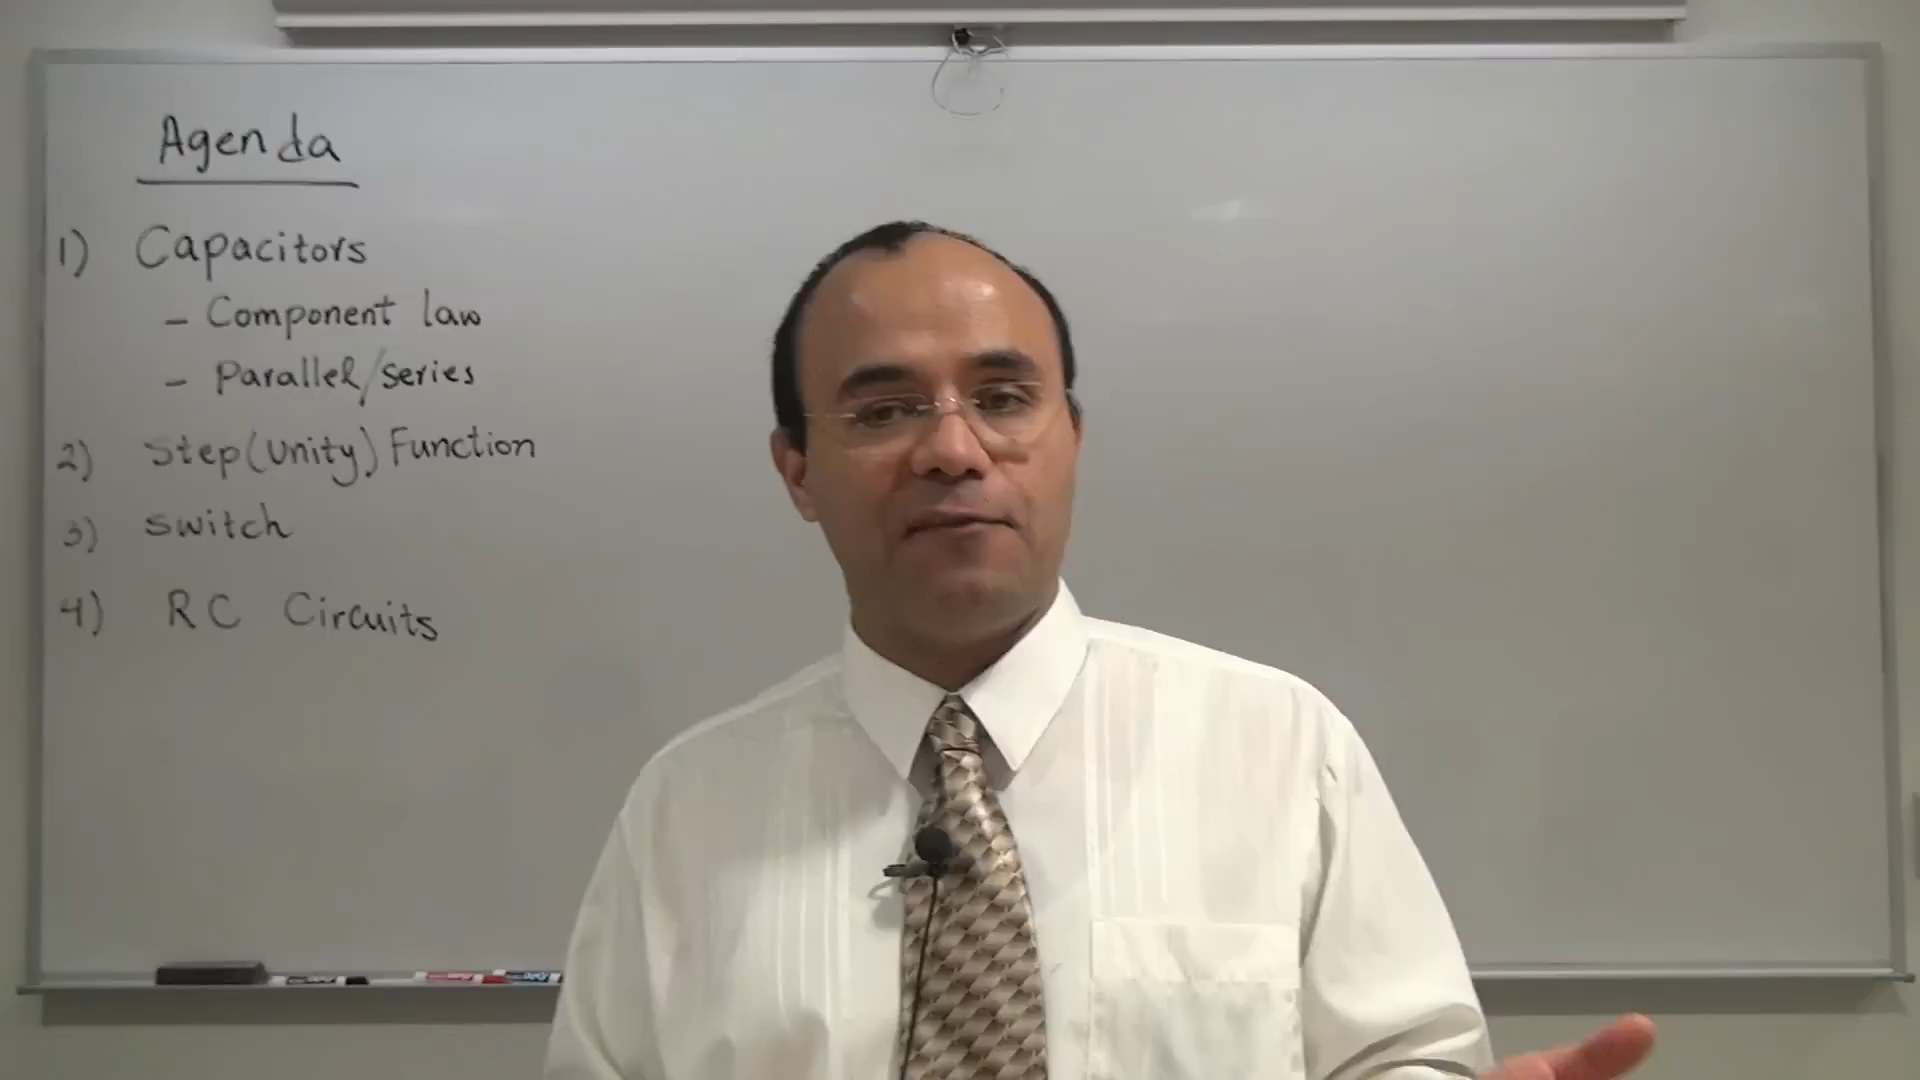 Agenda
1) Capacitors
- Component law
- Parallel/series
2) Step(Unity) Function
3) Switch
4) RC Circuits